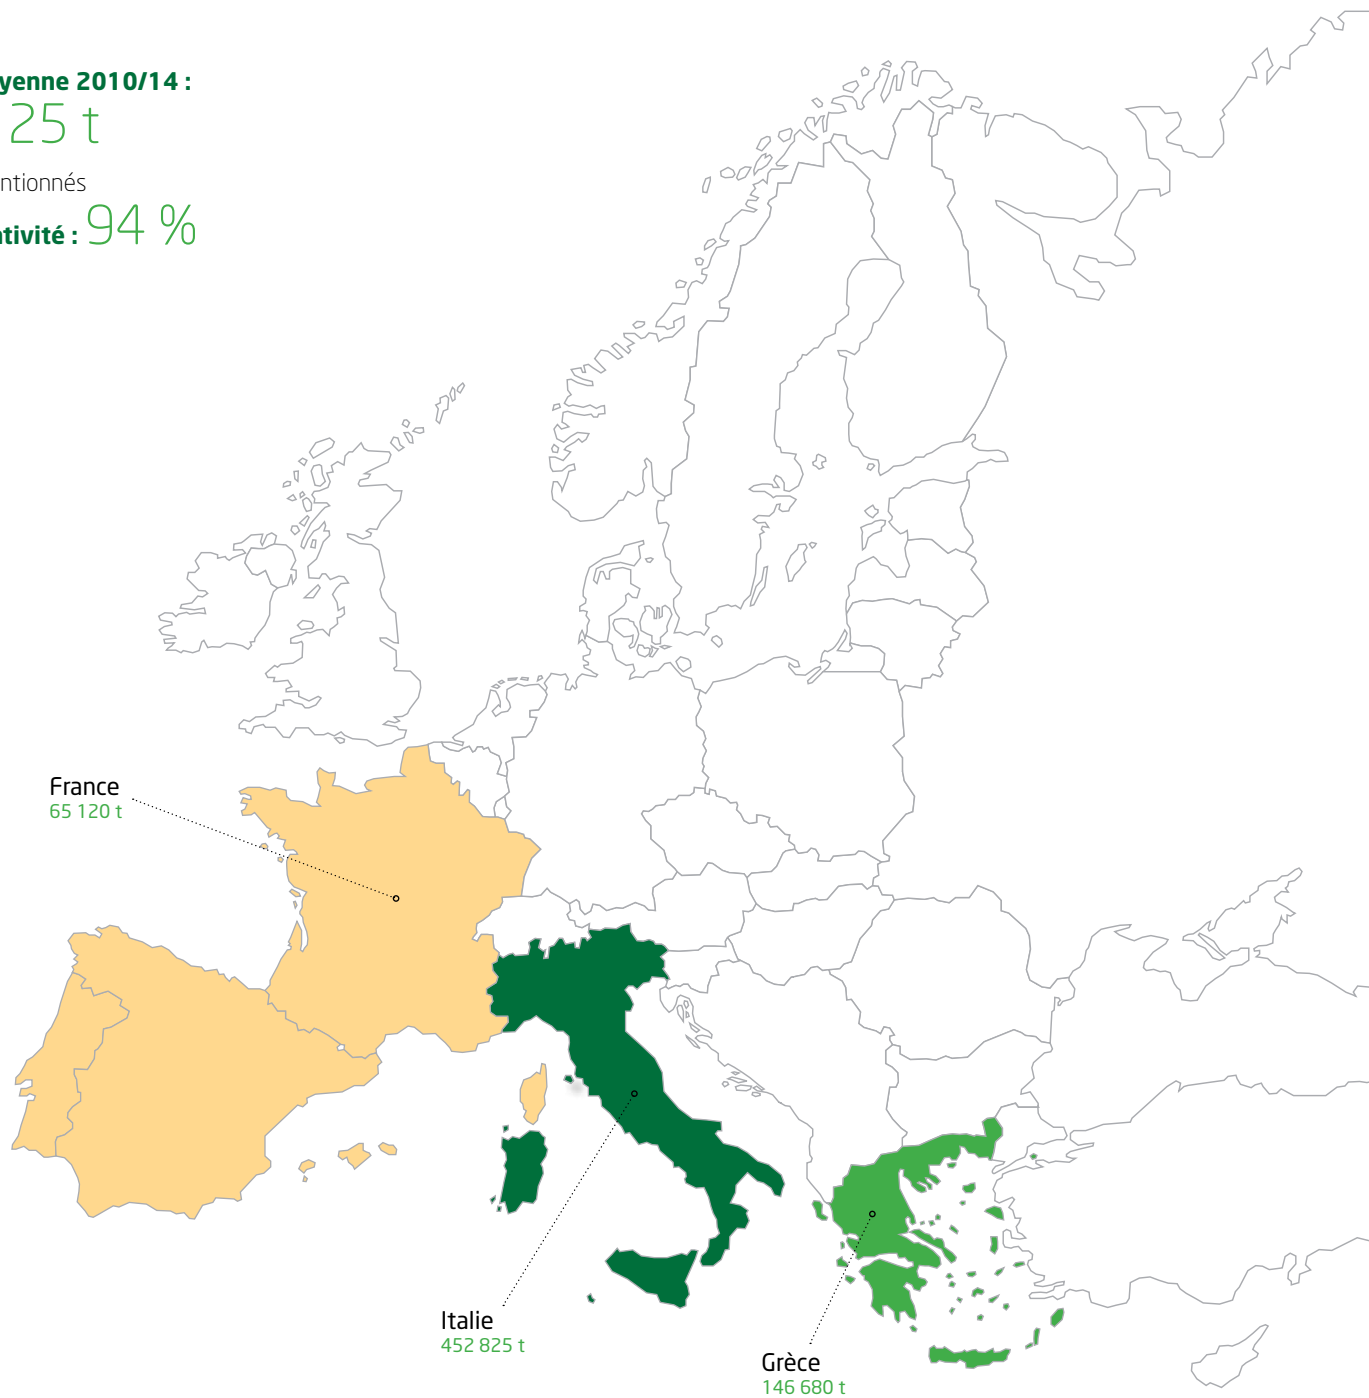 yenne 2010/14 :
25 t
ntionnés
tivité : 94 %
France
65 120 t
Italie
452 825 t
Grèce
146 680 t